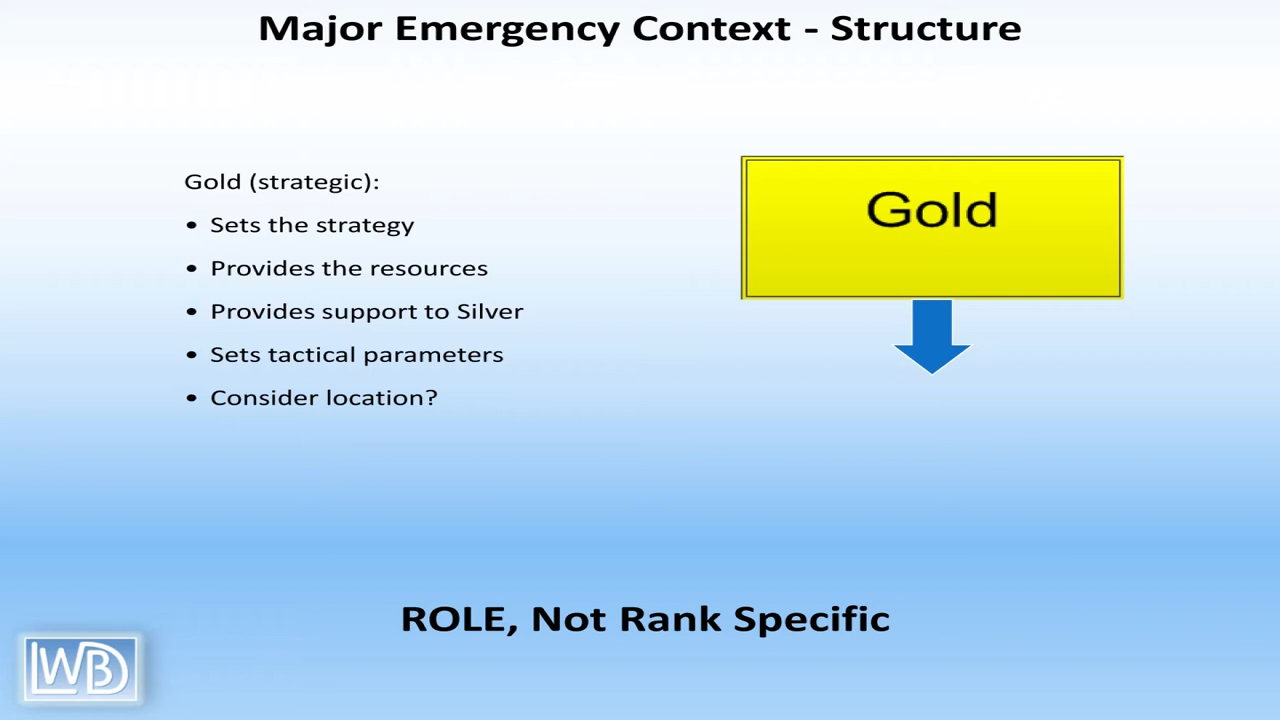 Major Emergency Context - Structure
Gold (strategic):
• Sets the strategy
• Provides the resources
• Provides support to Silver
• Sets tactical parameters
• Consider location?
Gold
ROLE, Not Rank Specific
LWBD